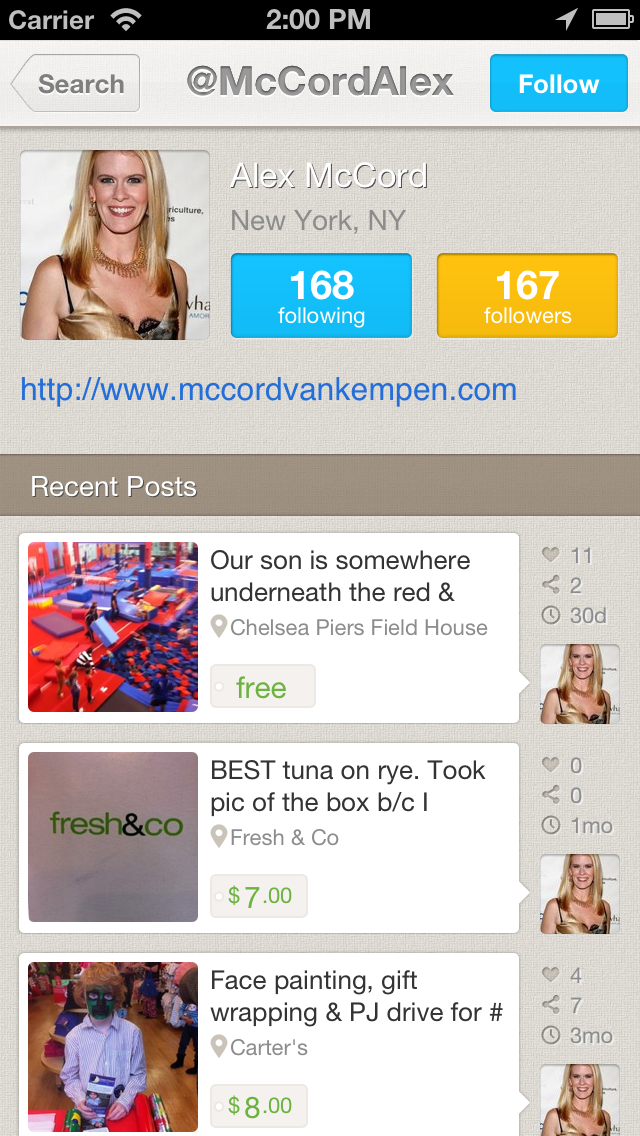 Carrier 2:00 PM
Search @McCordAlex Follow
Alex McCord
New York, NY
168 167
following followers
http://www.mccordvankempen.com
Recent Posts
Our son is somewhere
underneath the red &
Chelsea Piers Field House
free
11
2
30d
BEST tuna on rye. Took
pic of the box b/c I
Fresh & Co
$7.00
fresh&co
0
0
1mo
Face painting, gift
wrapping & PJ drive for #
Carter's
$8.00
4
7
3mo